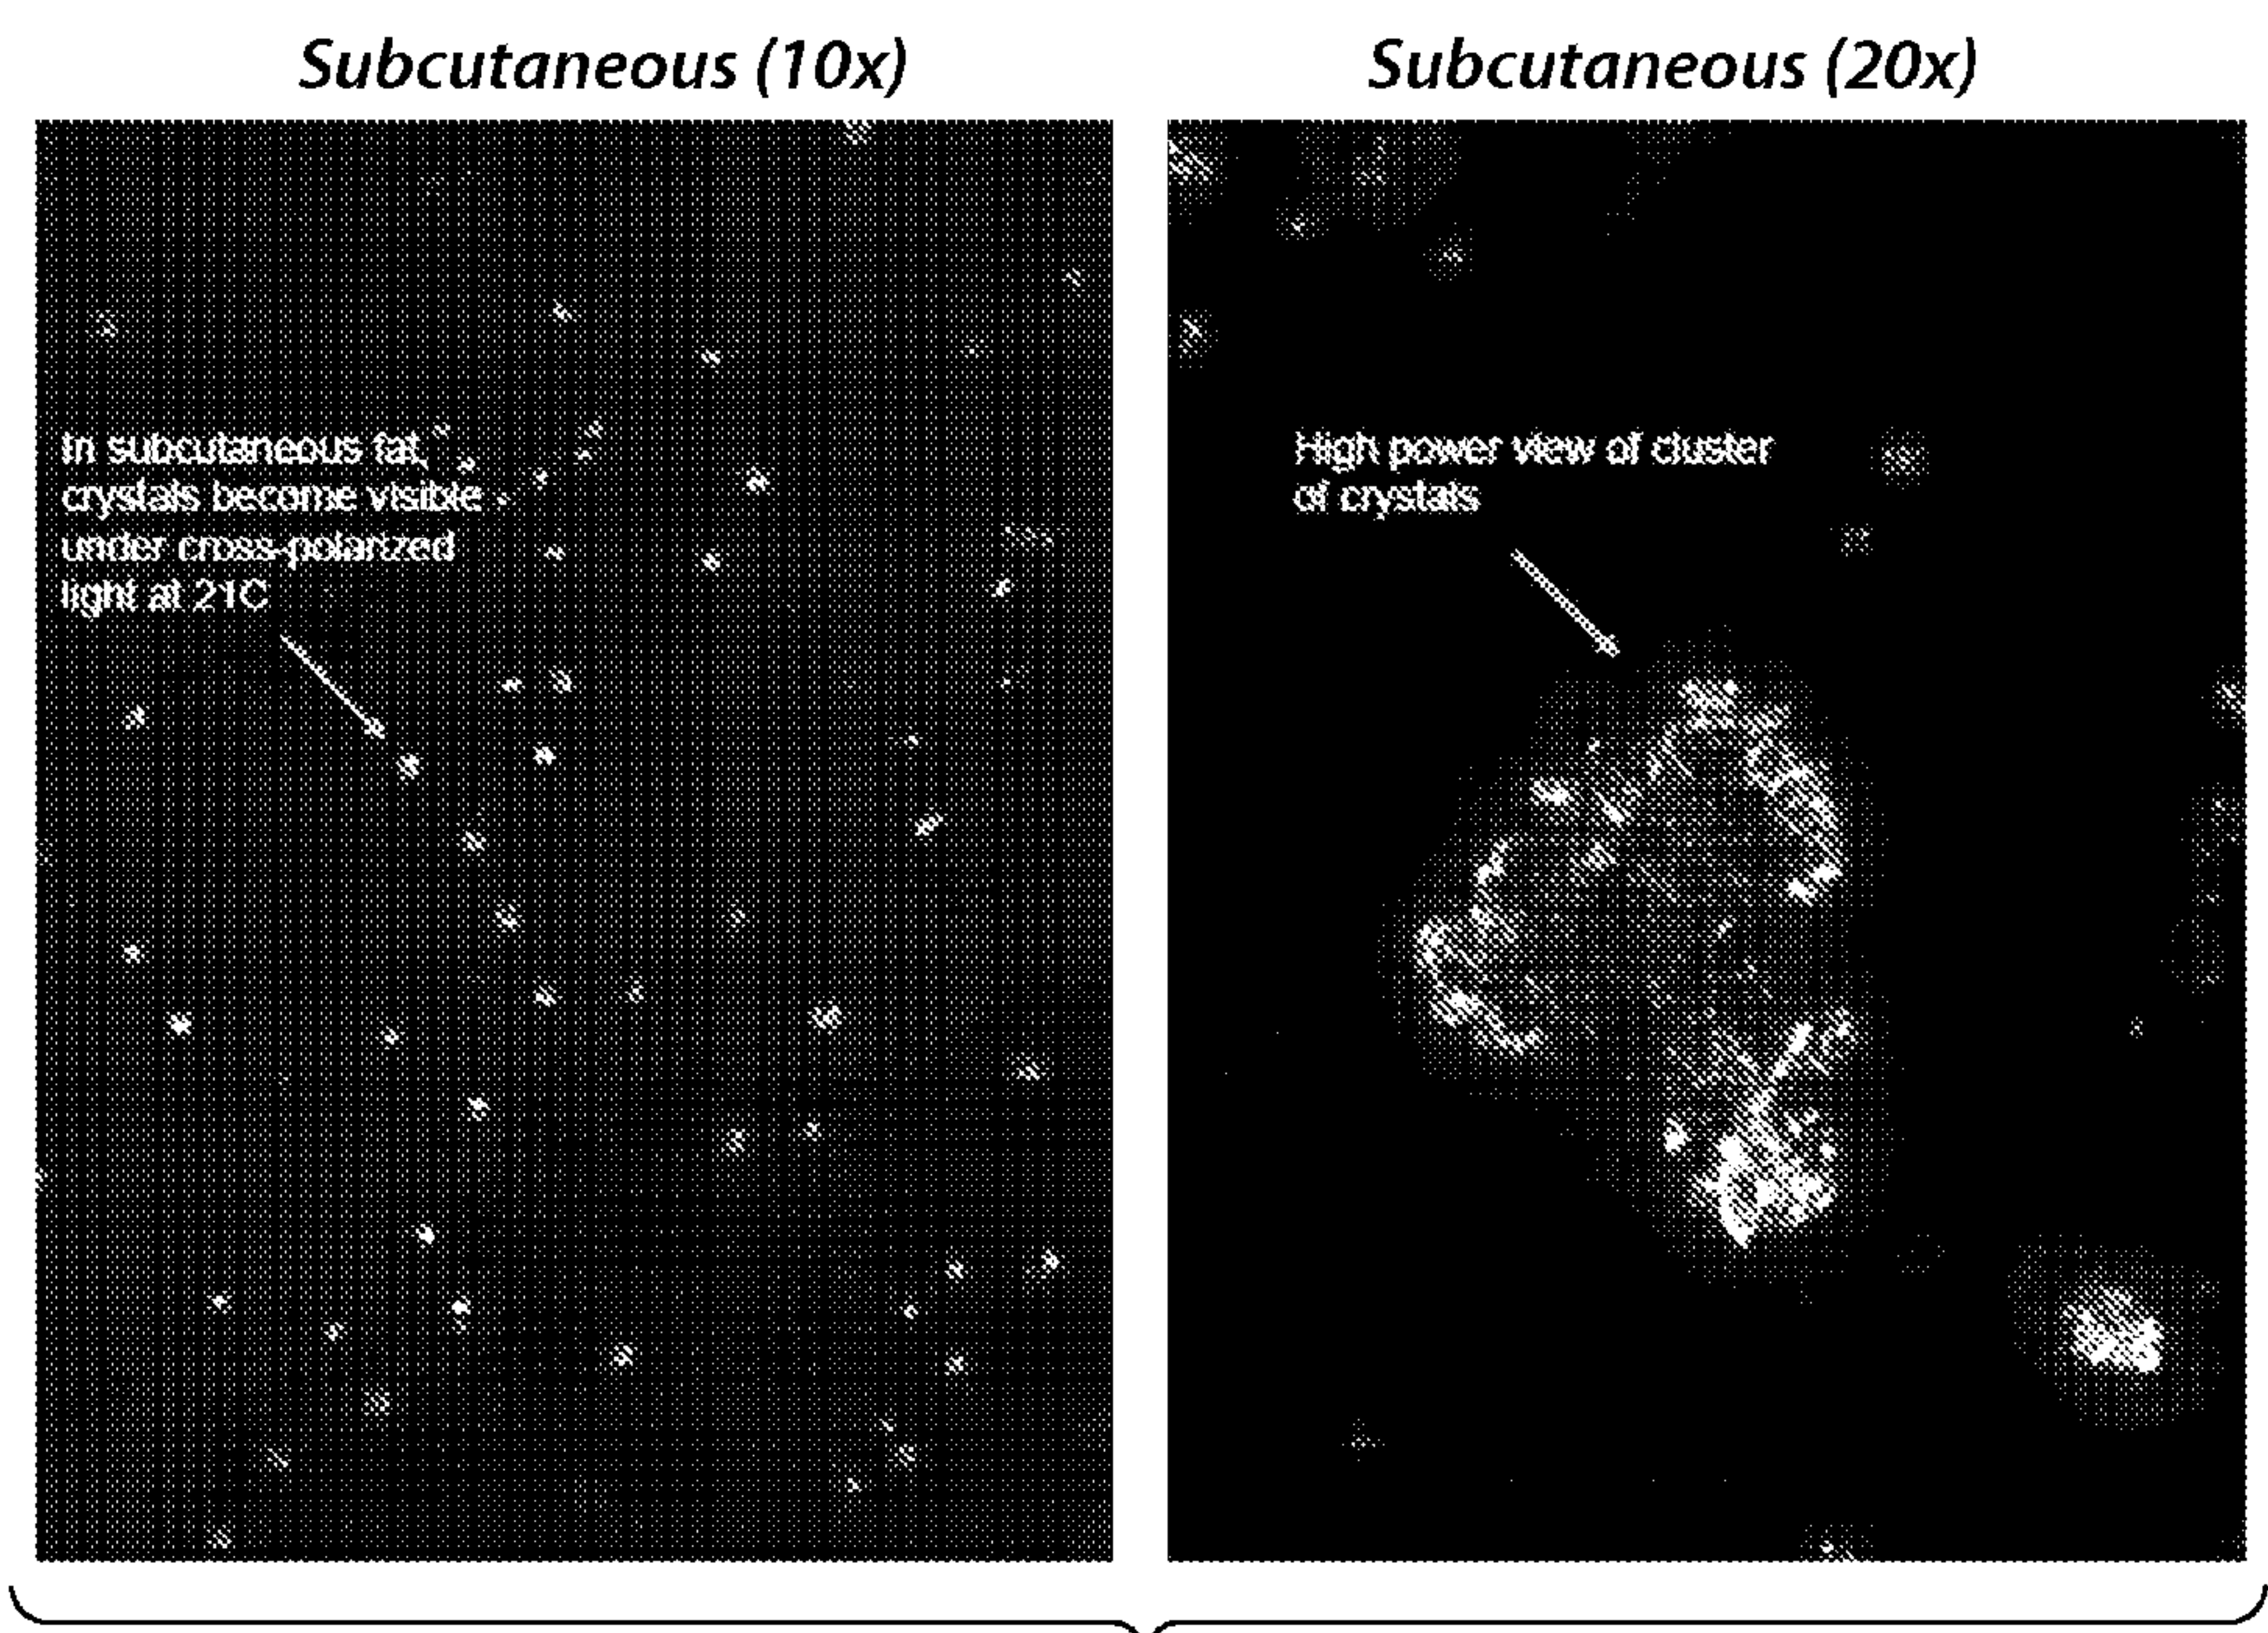 Subcutaneous (10x)
Subcutaneous (20x)
In subcutaneous fat,
crystals become visible
under cross-polarized
light at 21C
High power view of cluster
of crystals